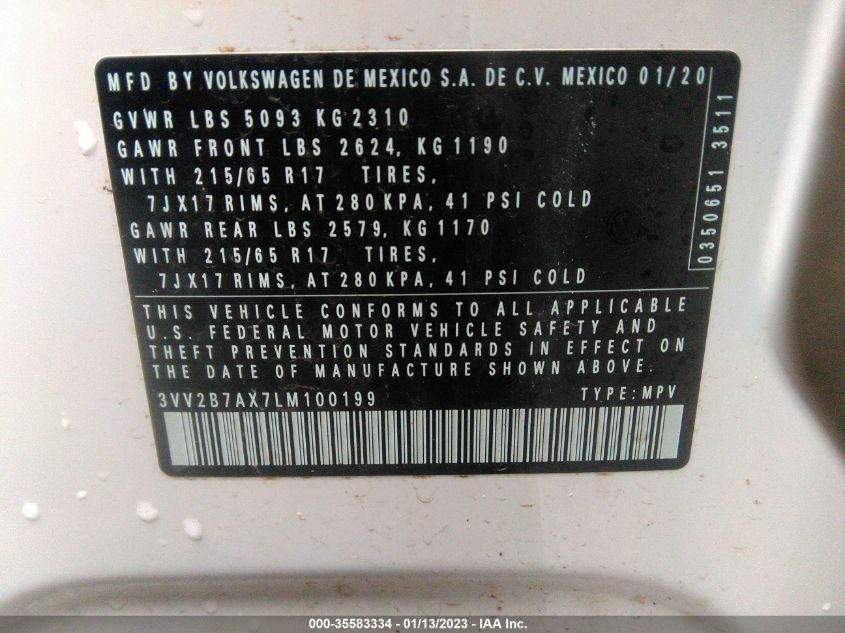 MFD BY VOLKSWAGEN DE MEXICO S.A. DE C.V. MEXICO 01/20
GVWR LBS 5093 KG 2310
GAWR FRONT LBS 2624, KG 1190
WITH 215/65 R17 TIRES,
7JX17 RIMS, AT 280 KPA, 41 PSI COLD
GAWR REAR LBS 2579, KG 1170
WITH 215/65 R17 TIRES,
7JX17 RIMS, AT 280 KPA, 41 PSI COLD
0350651 3511
THIS VEHICLE CONFORMS TO ALL APPLICABLE
U.S. FEDERAL MOTOR VEHICLE SAFETY AND
THEFT PREVENTION STANDARDS IN EFFECT ON
THE DATE OF MANUFACTURE SHOWN ABOVE.
3VV2B7AX7LM100199 TYPE:MPV
000-35583334 - 01/13/2023 - IAA Inc.